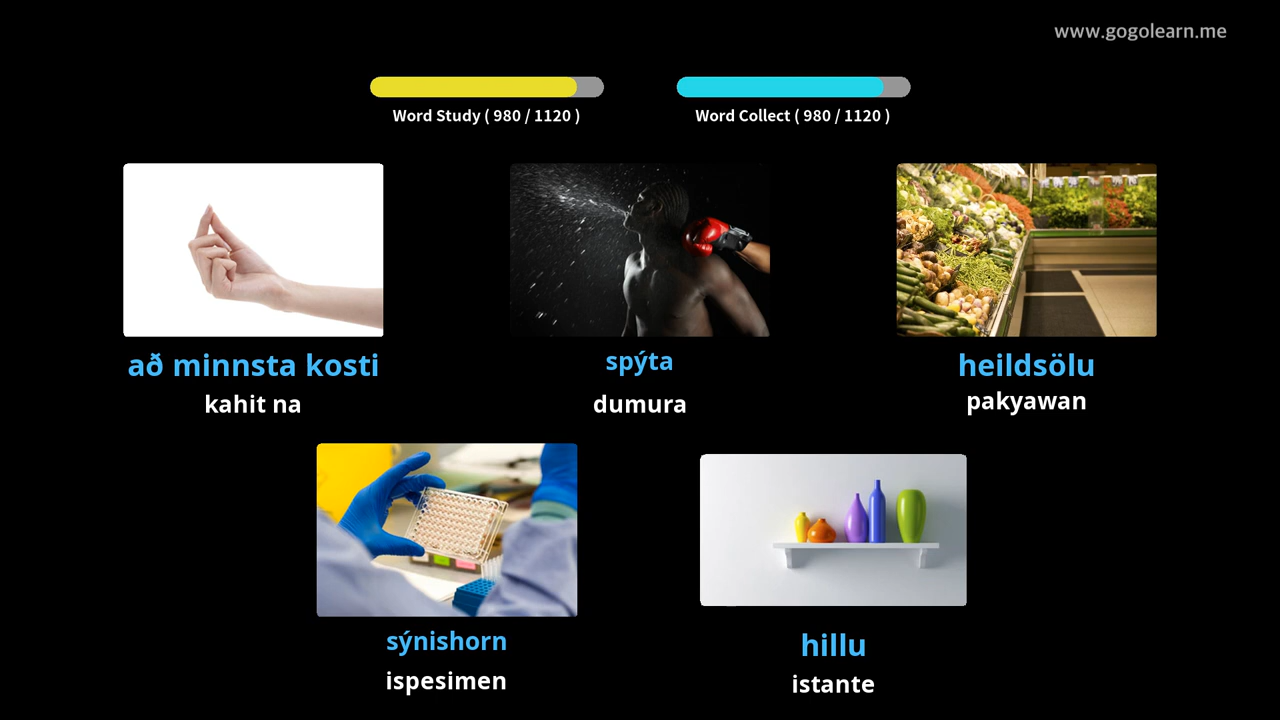 www.gogolearn.me
Word Study ( 980 / 1120 )
Word Collect ( 980 / 1120 )
að minnsta kosti
kahit na
spýta
dumura
heildsölu
pakyawan
sýnishorn
ispesimen
hillu
istante